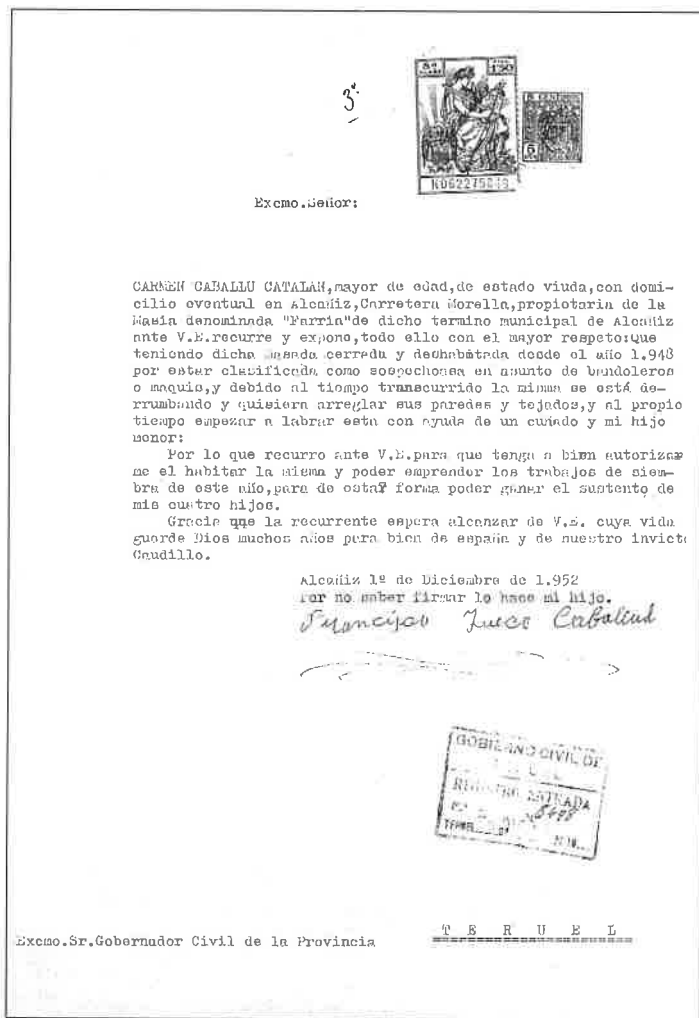 3ª
1'50
5 CENTIMOS
5
Excmo.Señor:
CARMEN CABALLU CATALAN,mayor de edad,de estado viuda,con domi-
cilio eventual en Alcañiz,Carretera Morella,propiotaria de la
Masia denominada "Parria"de dicho termino municipal de Alcañiz
ante V.E.recurre y expone,todo ello con el mayor respeto:Que
teniendo dicha masada cerrada y deshabitada desde el año 1.948
por estar clasificada como sospechosa en asunto de bandoleros
o maquis,y debido al tiempo transcurrido la misma se está de-
rrumbando y quisiera arreglar sus paredes y tejados,y al propio
tiempo empezar a labrar esta con ayuda de un cuñado y mi hijo
menor:
Por lo que recurro ante V.E.para que tenga a bien autorizar
me el habitar la misma y poder emprender los trabajos de siem-
bra de este año,para de esta forma poder ganar el sustento de
mis cuatro hijos.
Gracia que la recurrente espera alcanzar de V.E. cuya vida
guarde Dios muchos años para bien de españa y de nuestro invicto
Caudillo.
Alcañiz 1º de Diciembre de 1.952
Por no saber firmar lo hace mi hijo.
Francisco
GOBIERNO CIVIL DE
REGISTRO ENTRADA
TERUEL
Excmo.Sr.Gobernador Civil de la Provincia
T E R U E L